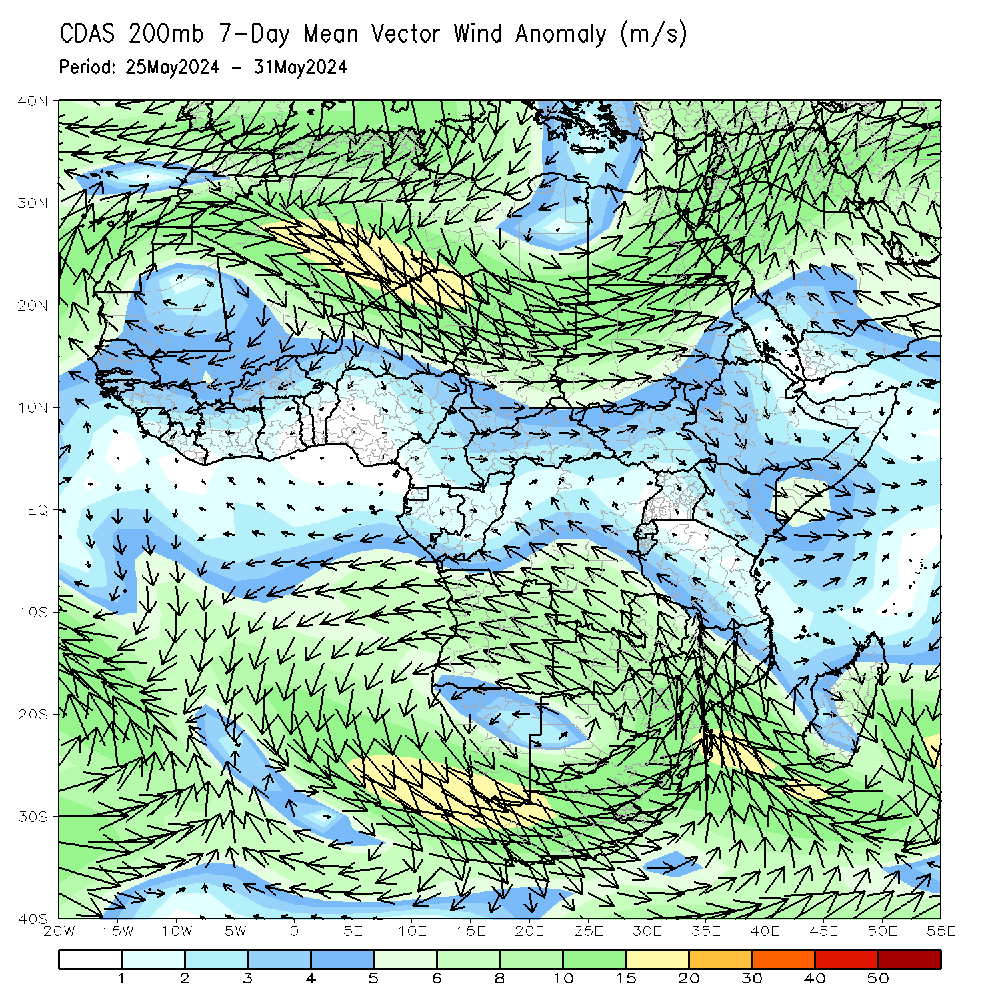 CDAS 200mb 7-Day Mean Vector Wind Anomaly (m/s)
Period: 25May2024 - 31May2024
40N
30N
20N
10N
EQ
10S
20S
30S
40S
20W 15W 10W 5W 0 5E 10E 15E 20E 25E 30E 35E 40E 45E 50E 55E
1 2 3 4 5 6 8 10 15 20 30 40 50